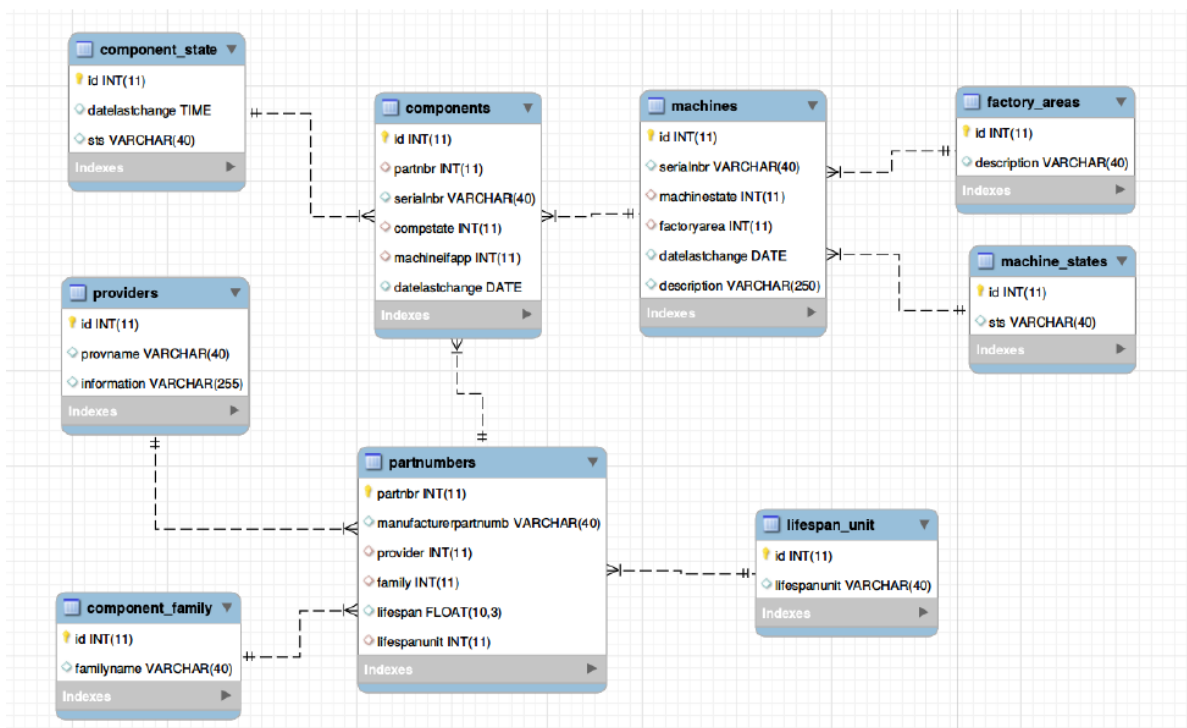 component_state
id INT(11)
datelastchange TIME
sts VARCHAR(40)
Indexes
components
id INT(11)
partnbr INT(11)
serialnbr VARCHAR(40)
compstate INT(11)
machineifapp INT(11)
datelastchange DATE
Indexes
machines
id INT(11)
serialnbr VARCHAR(40)
machinestate INT(11)
factoryarea INT(11)
datelastchange DATE
description VARCHAR(250)
Indexes
factory_areas
id INT(11)
description VARCHAR(40)
Indexes
machine_states
id INT(11)
sts VARCHAR(40)
Indexes
providers
id INT(11)
provname VARCHAR(40)
information VARCHAR(255)
Indexes
partnumbers
partnbr INT(11)
manufacturerpartnumb VARCHAR(40)
provider INT(11)
family INT(11)
lifespan FLOAT(10,3)
lifespanunit INT(11)
Indexes
lifespan_unit
id INT(11)
lifespanunit VARCHAR(40)
Indexes
component_family
id INT(11)
familyname VARCHAR(40)
Indexes